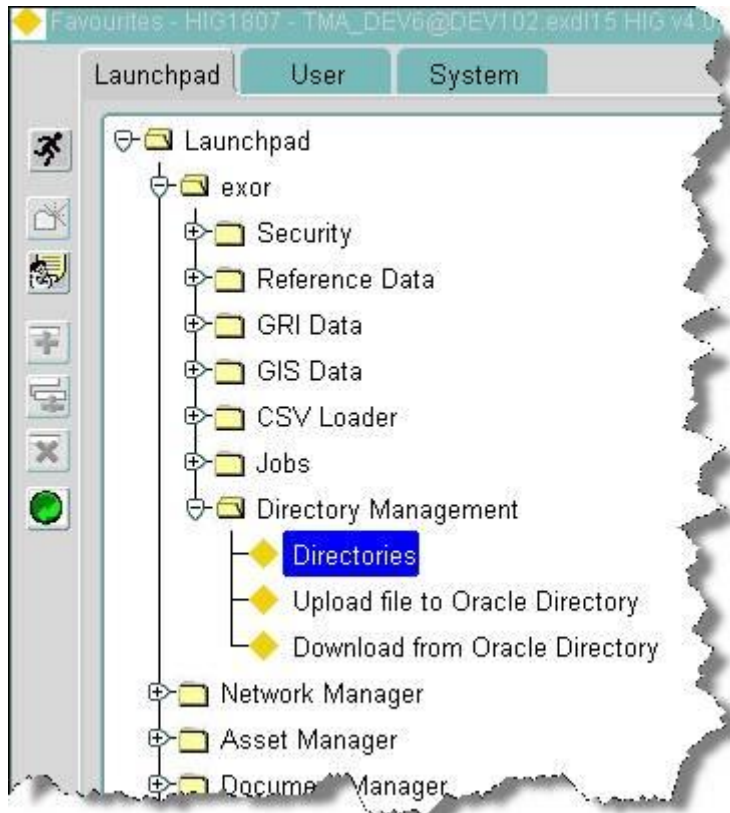 Favourites - HIG1807 - TMA_DEV6@DEV102.exdl15 HIG v4.0
Launchpad User System
Launchpad
exor
Security
Reference Data
GRI Data
GIS Data
CSV Loader
Jobs
Directory Management
Directories
Upload file to Oracle Directory
Download from Oracle Directory
Network Manager
Asset Manager
Document Manager